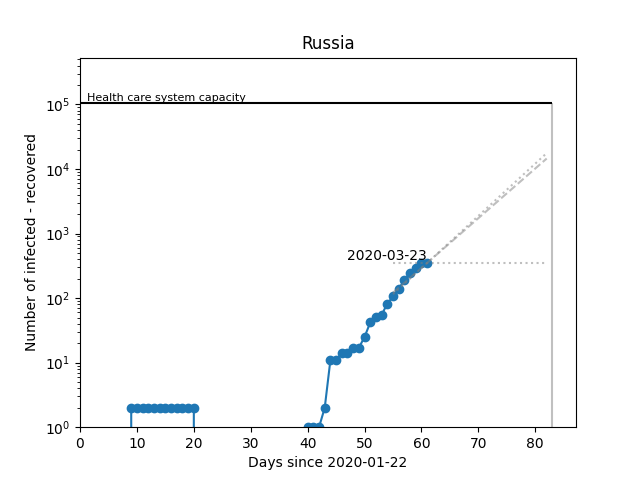 Russia
Health care system capacity
2020-03-23
Number of infected - recovered
10^5
10^4
10^3
10^2
10^1
10^0
0 10 20 30 40 50 60 70 80
Days since 2020-01-22